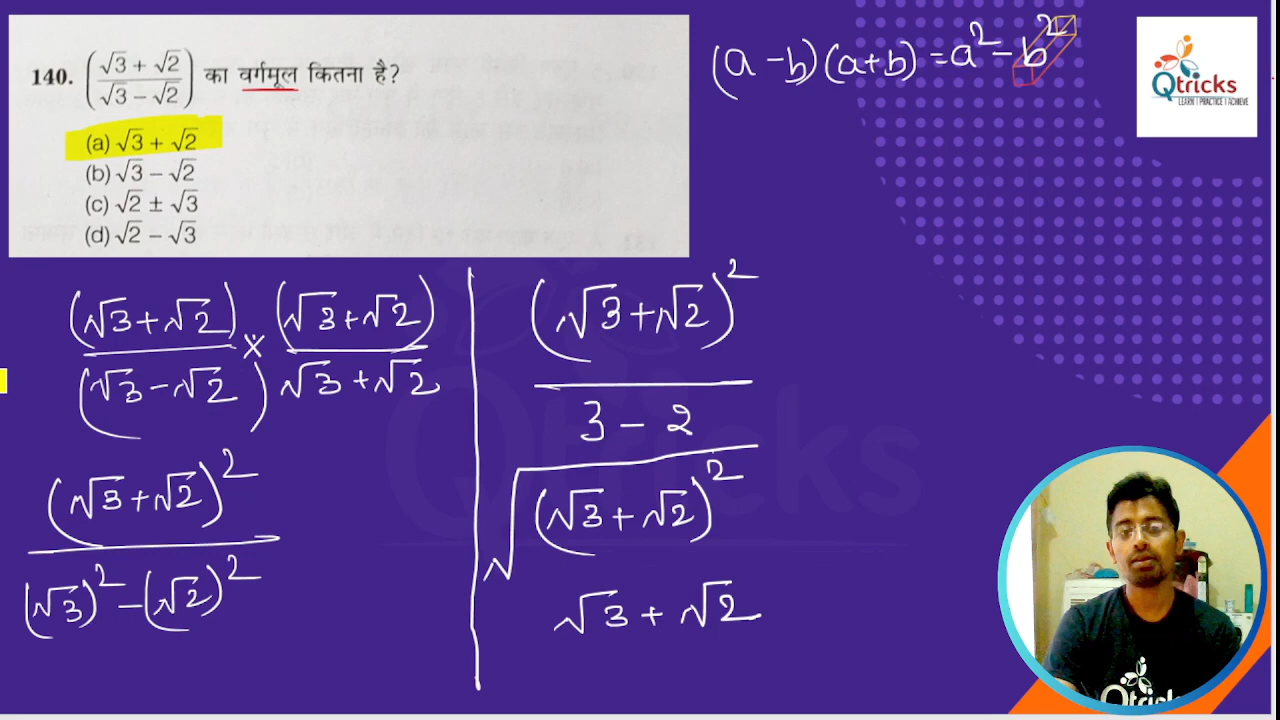 140. (√3 + √2 / √3 − √2) का वर्गमूल कितना है?
(a) √3 + √2
(b) √3 − √2
(c) √2 ± √3
(d) √2 − √3
(a - b)(a + b) = a² - b²
Qtricks
LEARN | PRACTICE | ACHIEVE
(√3 + √2) / (√3 - √2) × (√3 + √2) / √3 + √2
(√3 + √2)² / (√3)² - (√2)²
(√3 + √2)² / 3 - 2
√(√3 + √2)²
√3 + √2
Qtricks
Qtricks